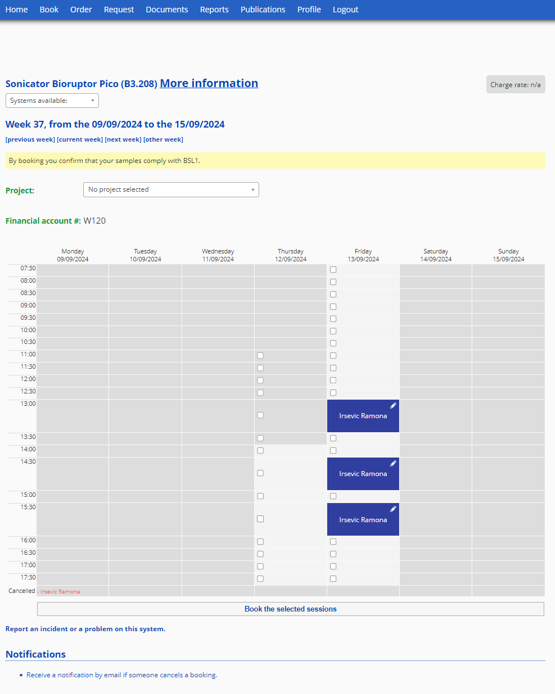 Home Book Order Request Documents Reports Publications Profile Logout
Sonicator Bioruptor Pico (B3.208) More information
Charge rate: n/a
Systems available:
Week 37, from the 09/09/2024 to the 15/09/2024
[previous week] [current week] [next week] [other week]
By booking you confirm that your samples comply with BSL1.
Project: No project selected
Financial account #: W120
Monday Tuesday Wednesday Thursday Friday Saturday Sunday
09/09/2024 10/09/2024 11/09/2024 12/09/2024 13/09/2024 14/09/2024 15/09/2024
07:30
08:00
08:30
09:00
09:30
10:00
10:30
11:00
11:30
12:00
12:30
13:00
Irsevic Ramona
13:30
14:00
14:30
Irsevic Ramona
15:00
15:30
Irsevic Ramona
16:00
16:30
17:00
17:30
Cancelled - Irsevic Ramona
Book the selected sessions
Report an incident or a problem on this system.
Notifications
• Receive a notification by email if someone cancels a booking.